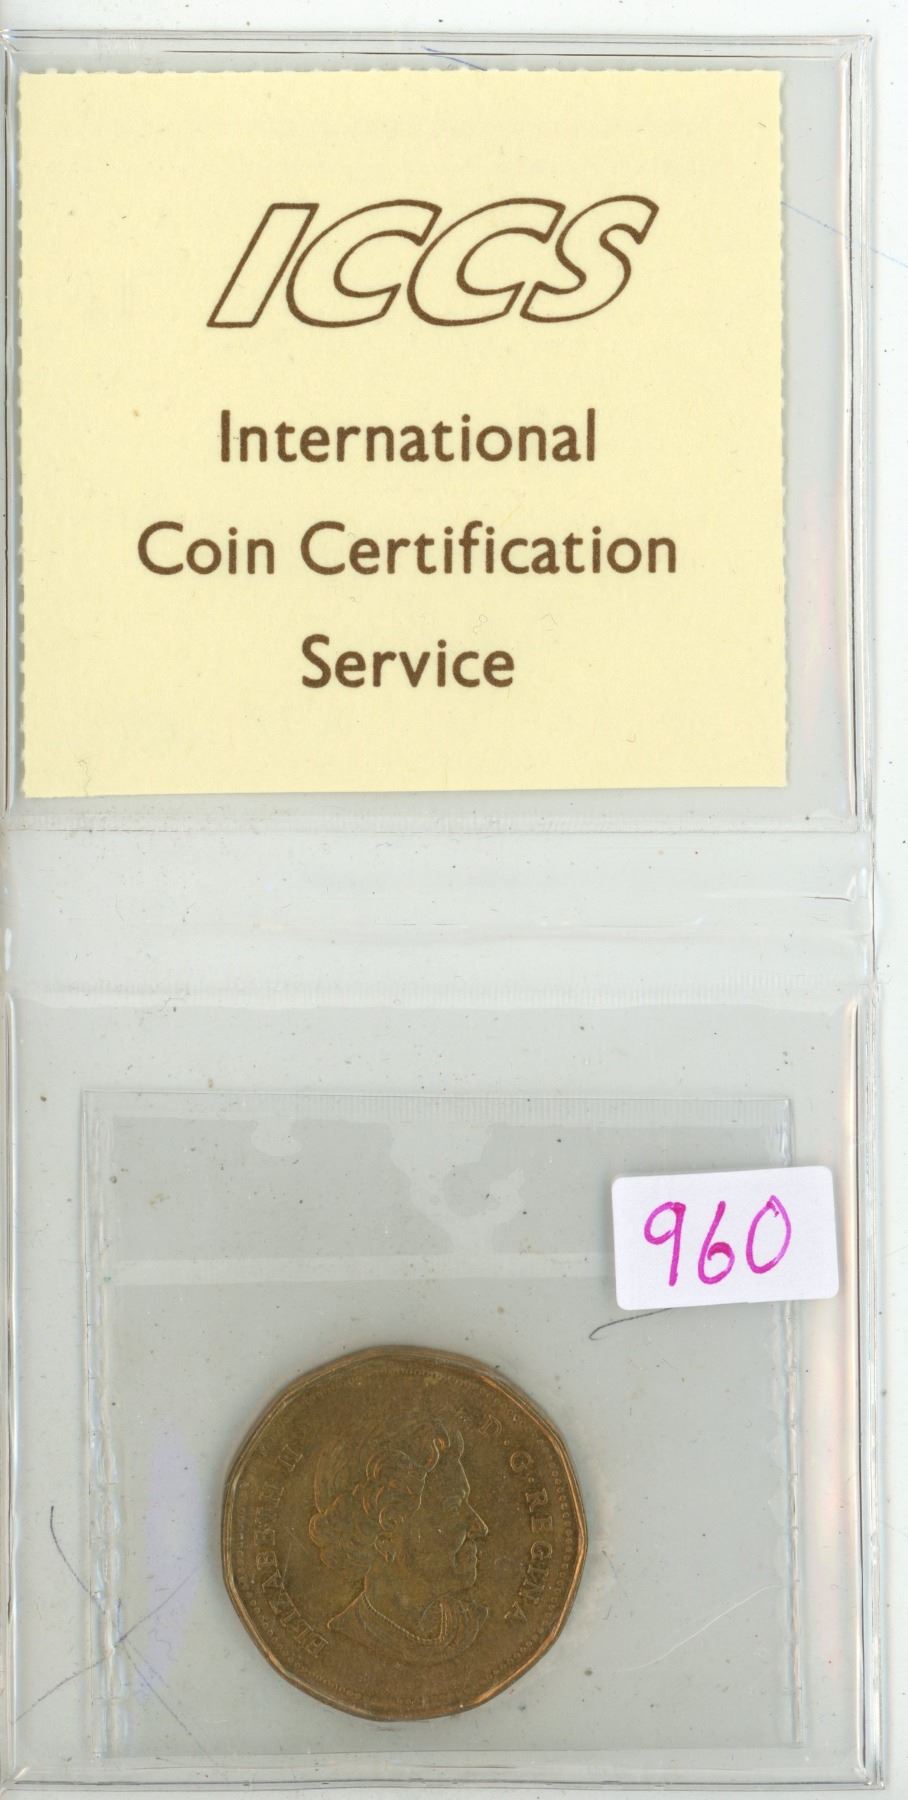 ICCS
International
Coin Certification
Service
960
ELIZABETH II D·G·REGINA